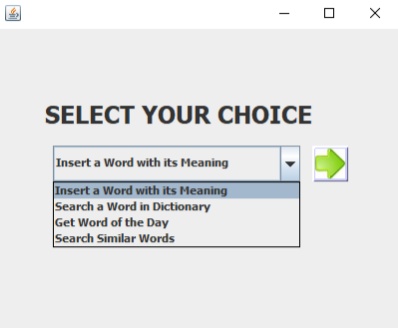 SELECT YOUR CHOICE
Insert a Word with its Meaning
Insert a Word with its Meaning
Search a Word in Dictionary
Get Word of the Day
Search Similar Words